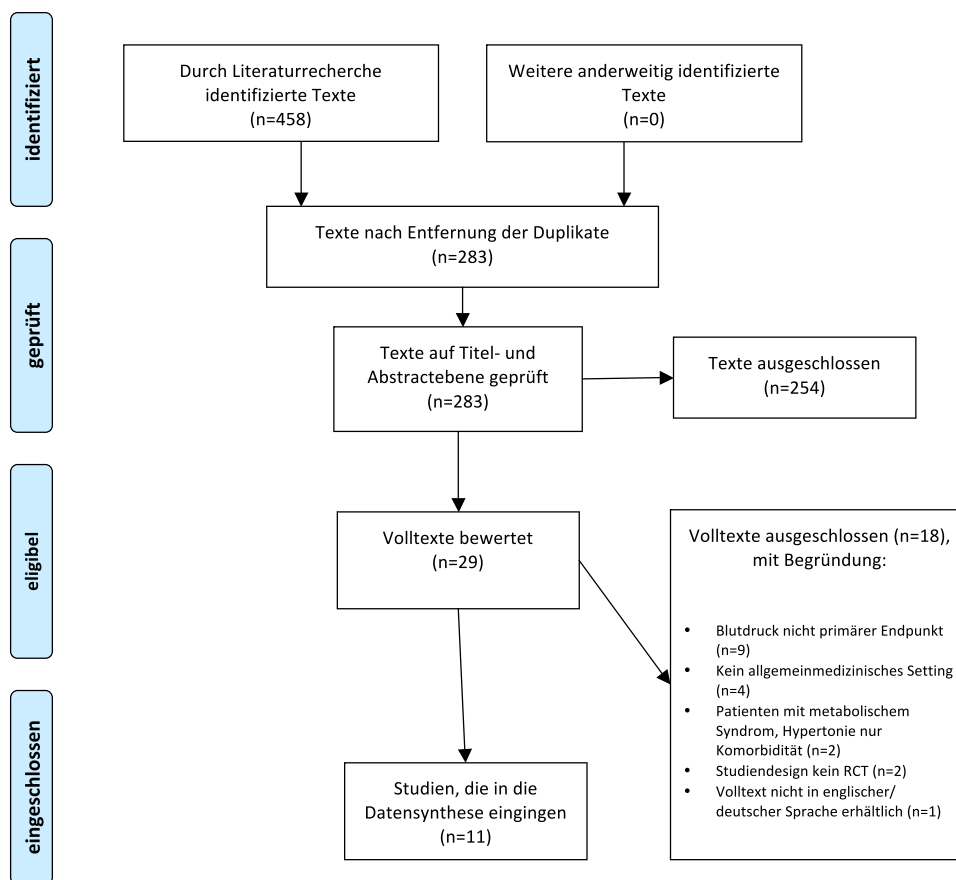 identifiziert
Durch Literaturrecherche
identifizierte Texte
(n=458)
Weitere anderweitig identifizierte
Texte
(n=0)
Texte nach Entfernung der Duplikate
(n=283)
geprüft
Texte auf Titel- und
Abstractebene geprüft
(n=283)
Texte ausgeschlossen
(n=254)
eligibel
Volltexte bewertet
(n=29)
Volltexte ausgeschlossen (n=18),
mit Begründung:
• Blutdruck nicht primärer Endpunkt
(n=9)
• Kein allgemeinmedizinisches Setting
(n=4)
• Patienten mit metabolischem
Syndrom, Hypertonie nur
Komorbidität (n=2)
• Studiendesign kein RCT (n=2)
• Volltext nicht in englischer/
deutscher Sprache erhältlich (n=1)
eingeschlossen
Studien, die in die
Datensynthese eingingen
(n=11)